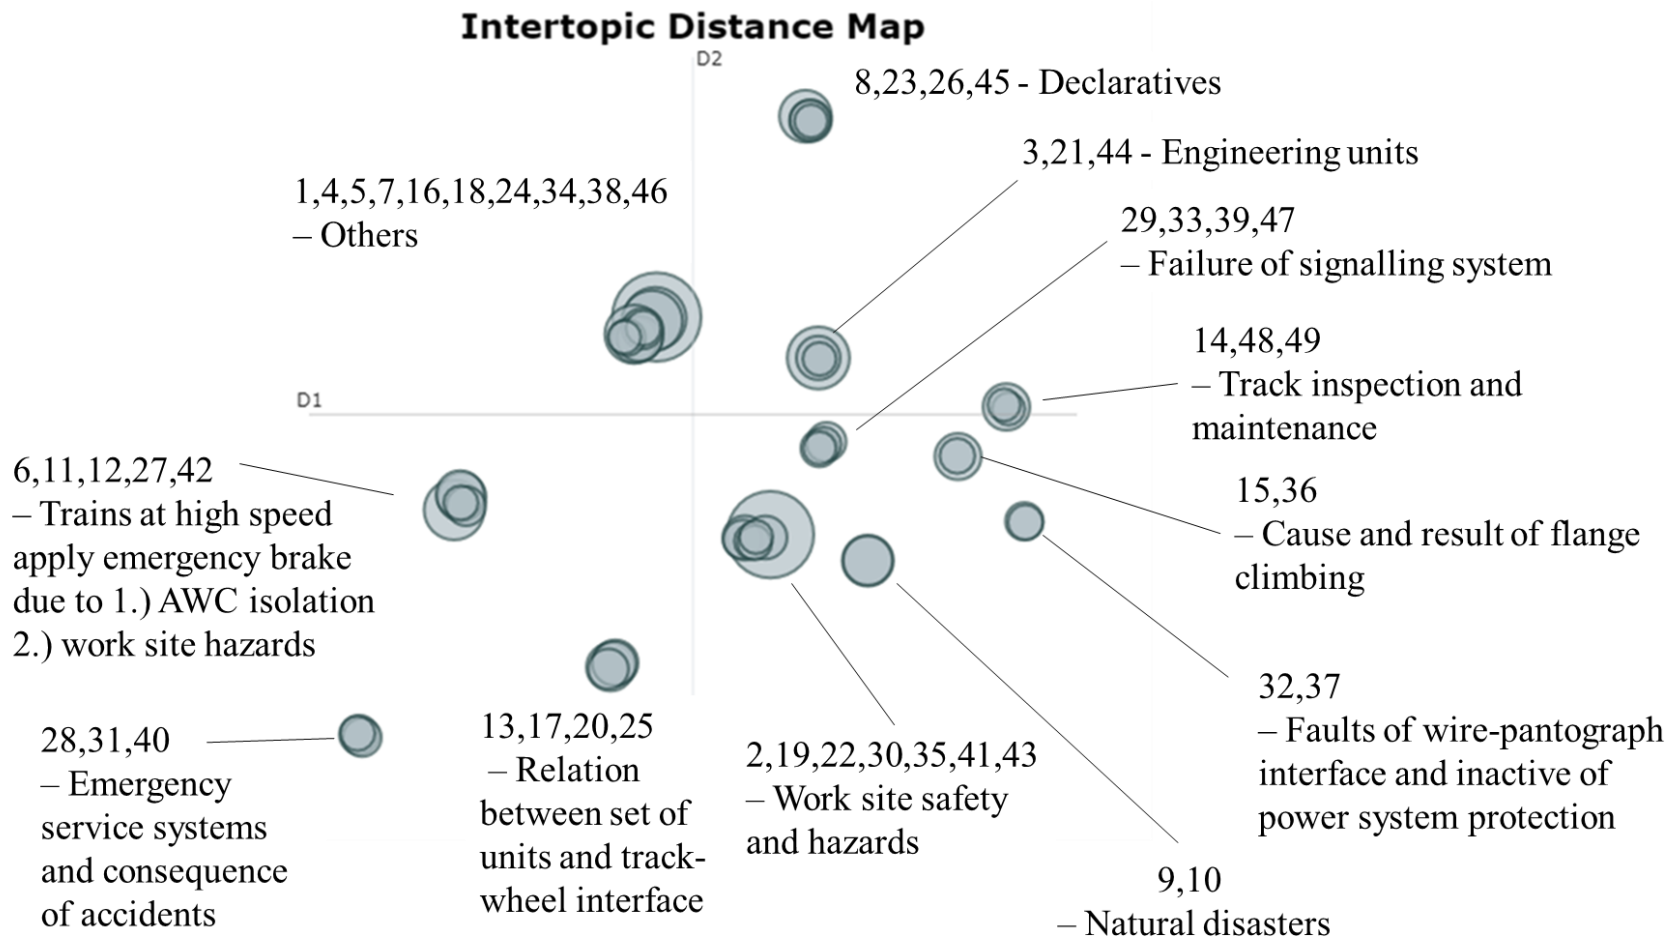 Intertopic Distance Map
D2
8,23,26,45 - Declaratives
3,21,44 - Engineering units
1,4,5,7,16,18,24,34,38,46
– Others
29,33,39,47
– Failure of signalling system
14,48,49
– Track inspection and
maintenance
D1
6,11,12,27,42
– Trains at high speed
apply emergency brake
due to 1.) AWC isolation
2.) work site hazards
15,36
– Cause and result of flange
climbing
32,37
– Faults of wire-pantograph
interface and inactive of
power system protection
28,31,40
– Emergency
service systems
and consequence
of accidents
13,17,20,25
– Relation
between set of
units and track-
wheel interface
2,19,22,30,35,41,43
– Work site safety
and hazards
9,10
– Natural disasters